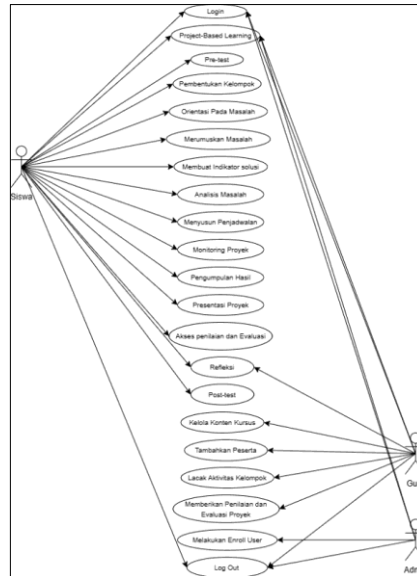 Login
Project-Based Learning
Pre-test
Pembentukan Kelompok
Orientasi Pada Masalah
Merumuskan Masalah
Membuat Indikator solusi
Siswa
Analisis Masalah
Menyusun Penjadwalan
Monitoring Proyek
Pengumpulan Hasil
Presentasi Proyek
Akses penilaian dan Evaluasi
Refleksi
Post-test
Kelola Konten Kursus
Tambahkan Peserta
Lacak Aktivitas Kelompok
Gu
Memberikan Penilaian dan
Evaluasi Proyek
Melakukan Enroll User
Log Out
Adm